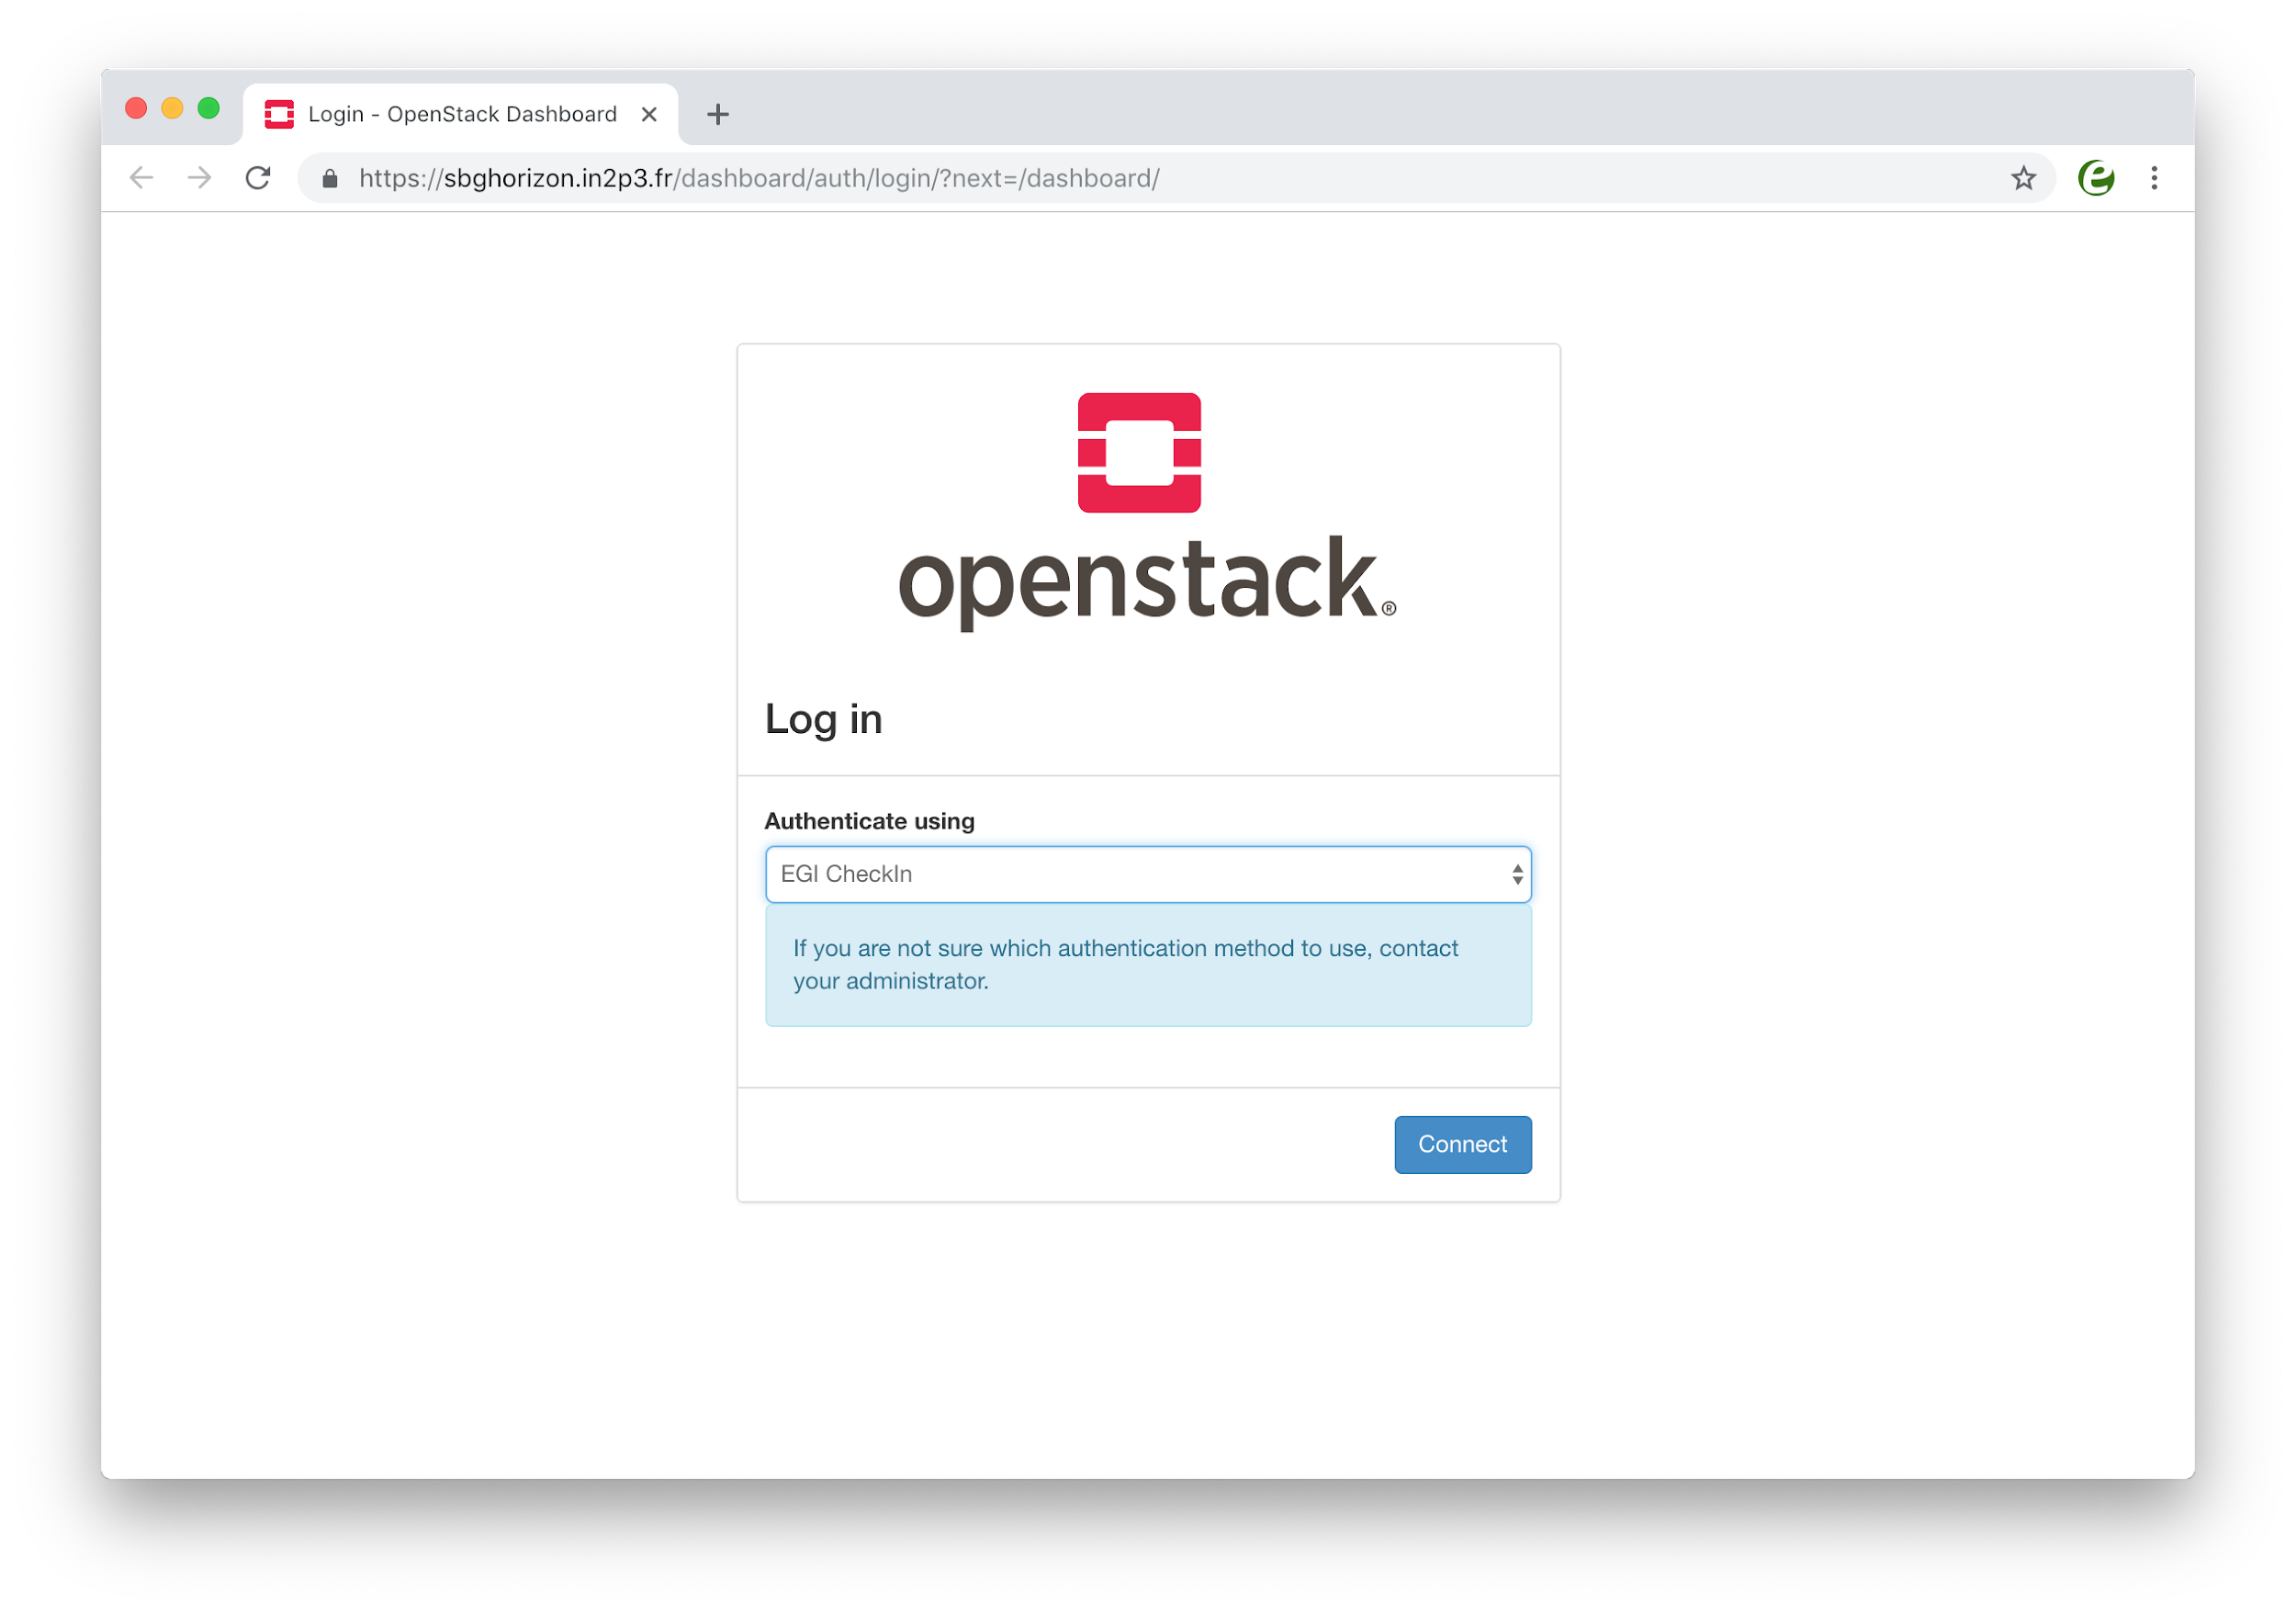 Login - OpenStack Dashboard
https://sbghorizon.in2p3.fr/dashboard/auth/login/?next=/dashboard/
openstack®
Log in
Authenticate using
EGI CheckIn
If you are not sure which authentication method to use, contact
your administrator.
Connect